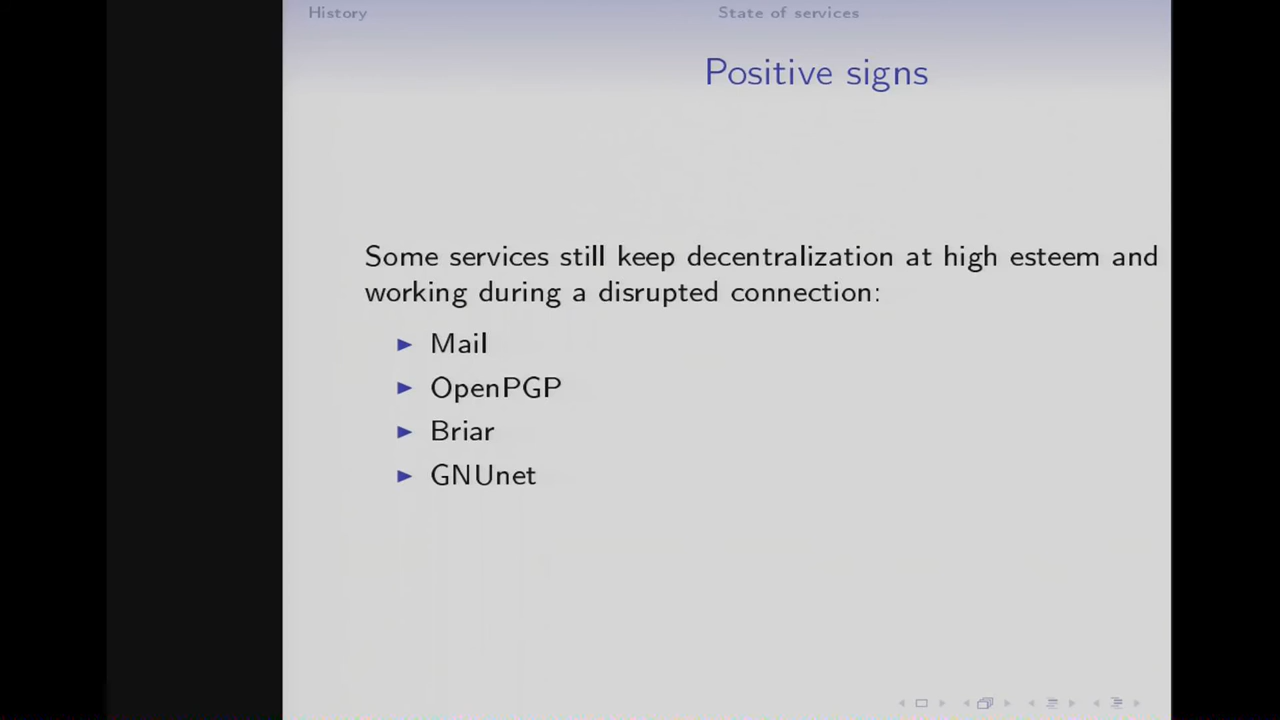 History State of services
Positive signs
Some services still keep decentralization at high esteem and
working during a disrupted connection:
Mail
OpenPGP
Briar
GNUnet